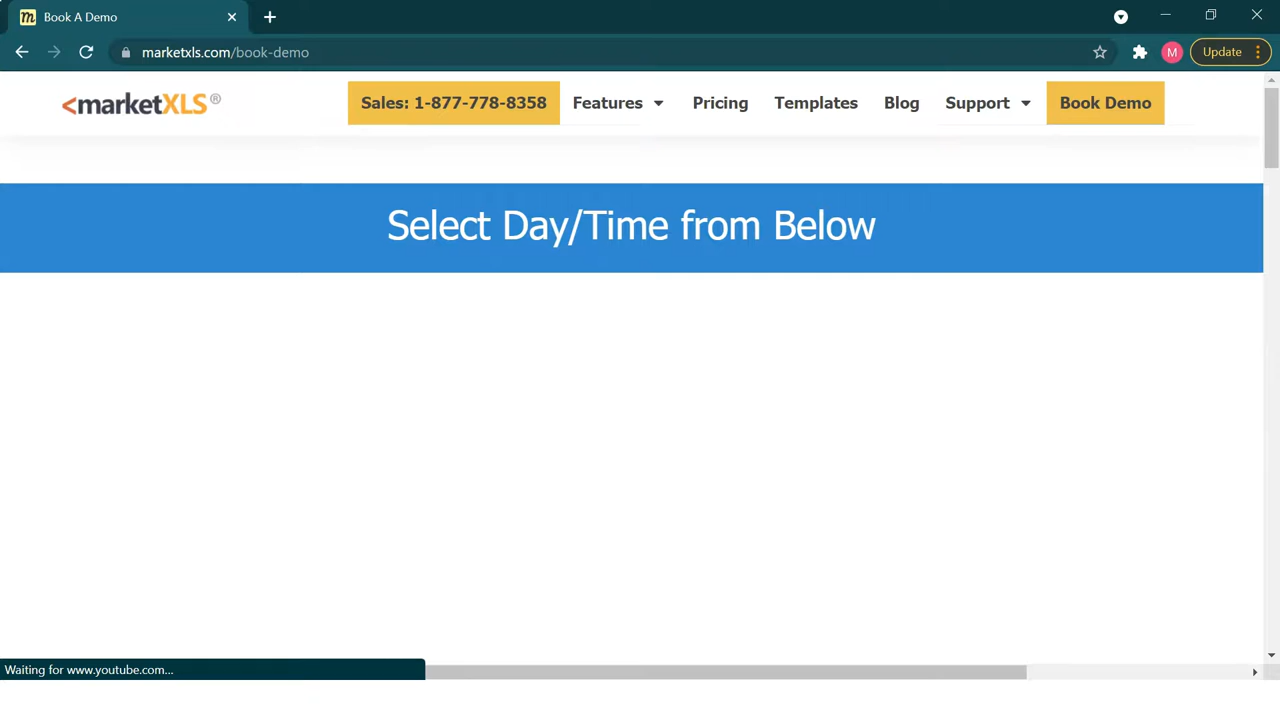 Book A Demo
marketxls.com/book-demo
M
Update
<marketXLS®
Sales: 1-877-778-8358
Features
Pricing
Templates
Blog
Support
Book Demo
Select Day/Time from Below
Waiting for www.youtube.com...